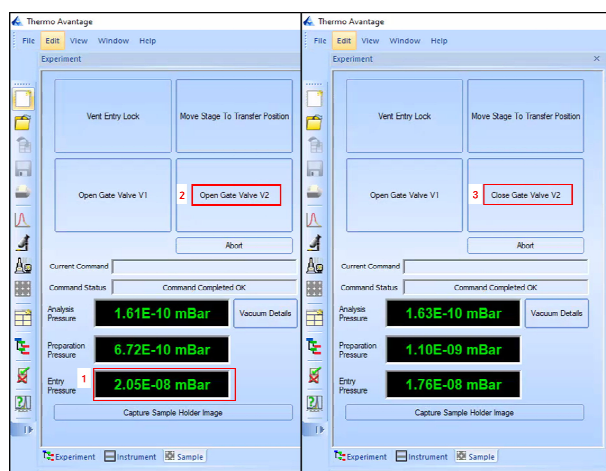 Thermo Avantage
File Edit View Window Help
Experiment
Vent Entry Lock
Move Stage To Transfer Position
Open Gate Valve V1
2 Open Gate Valve V2
Abort
Current Command
Command Status Command Completed OK
Analysis Pressure 1.61E-10 mBar Vacuum Details
Preparation Pressure 6.72E-10 mBar
Entry Pressure 1 2.05E-08 mBar
Capture Sample Holder Image
Experiment Instrument Sample
Thermo Avantage
File Edit View Window Help
Experiment
Vent Entry Lock
Move Stage To Transfer Position
Open Gate Valve V1
3 Close Gate Valve V2
Abort
Current Command
Command Status Command Completed OK
Analysis Pressure 1.63E-10 mBar Vacuum Details
Preparation Pressure 1.10E-09 mBar
Entry Pressure 1.76E-08 mBar
Capture Sample Holder Image
Experiment Instrument Sample